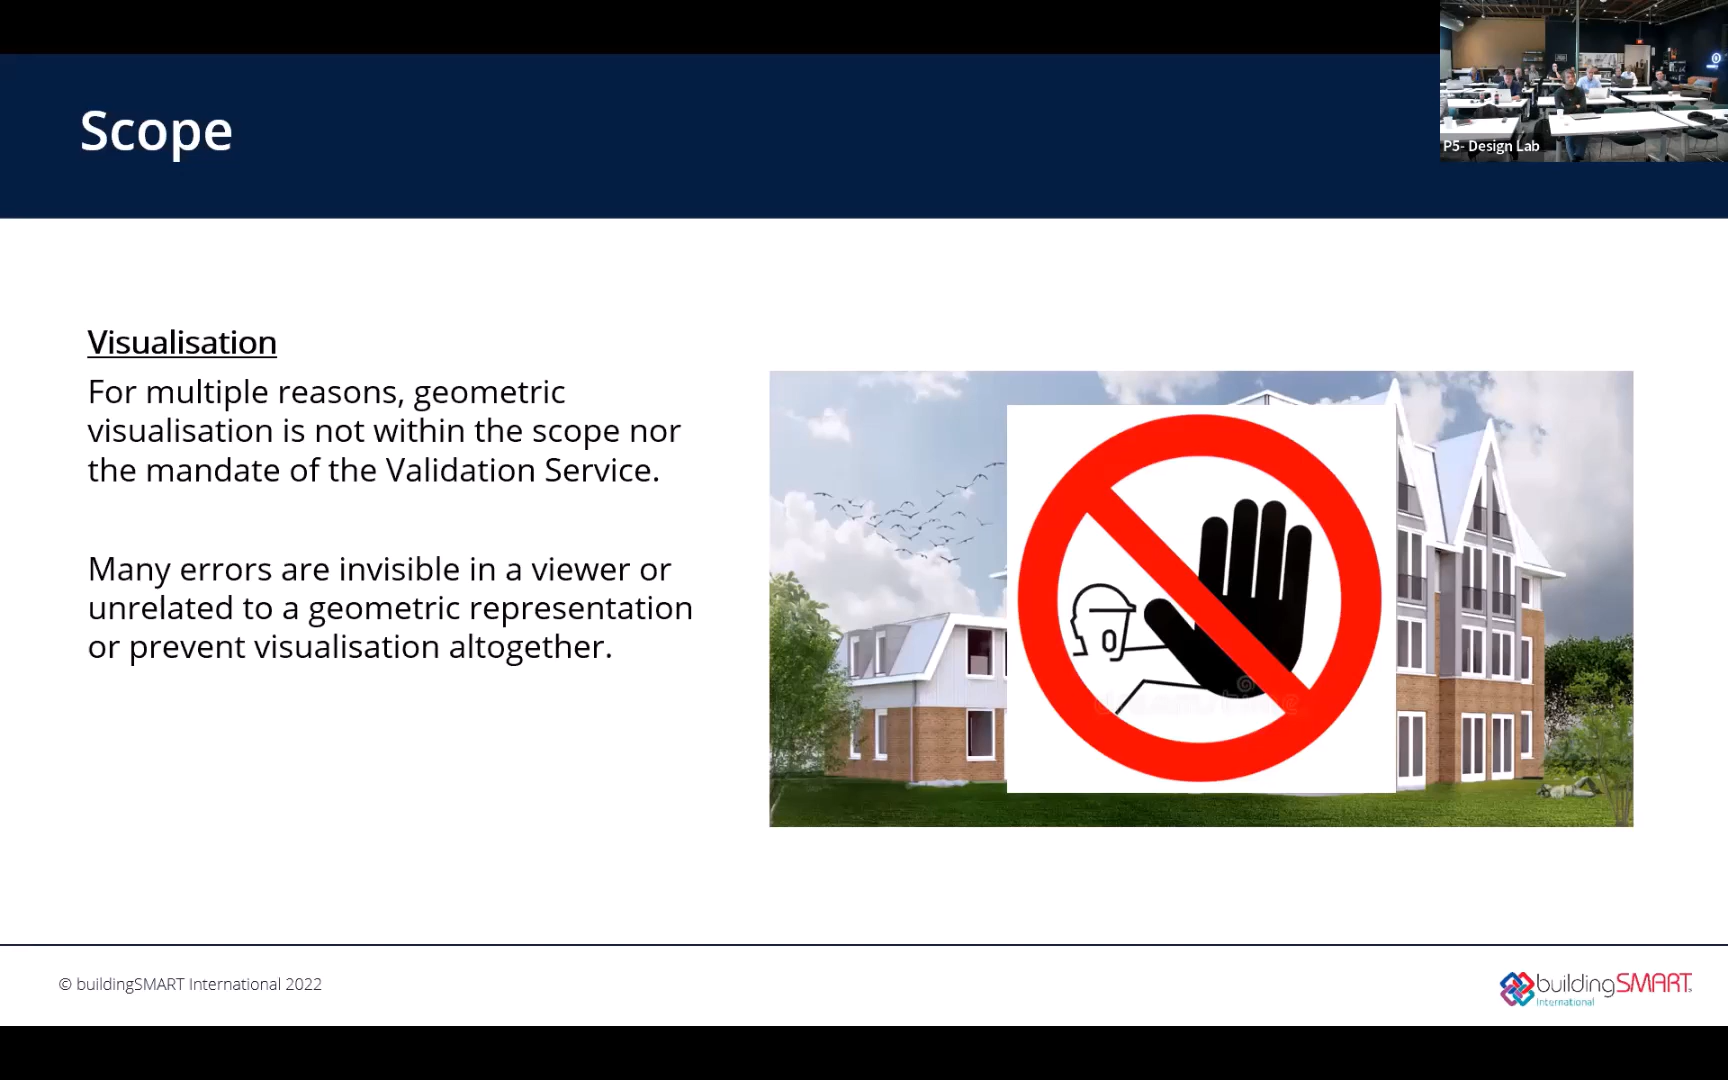 P5- Design Lab
Scope
Visualisation
For multiple reasons, geometric
visualisation is not within the scope nor
the mandate of the Validation Service.
Many errors are invisible in a viewer or
unrelated to a geometric representation
or prevent visualisation altogether.
© buildingSMART International 2022
buildingSMART
International